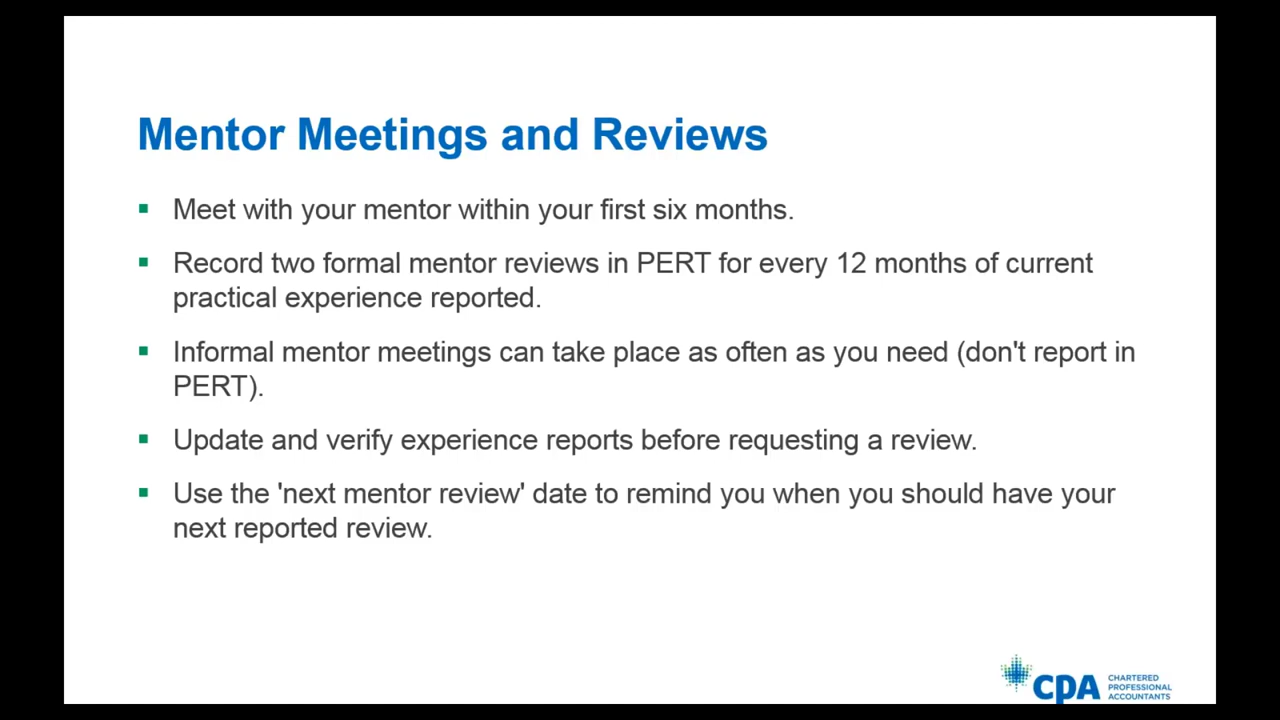 Mentor Meetings and Reviews
▪ Meet with your mentor within your first six months.
▪ Record two formal mentor reviews in PERT for every 12 months of current
practical experience reported.
▪ Informal mentor meetings can take place as often as you need (don't report in
PERT).
▪ Update and verify experience reports before requesting a review.
▪ Use the 'next mentor review' date to remind you when you should have your
next reported review.
CPA
CHARTERED
PROFESSIONAL
ACCOUNTANTS